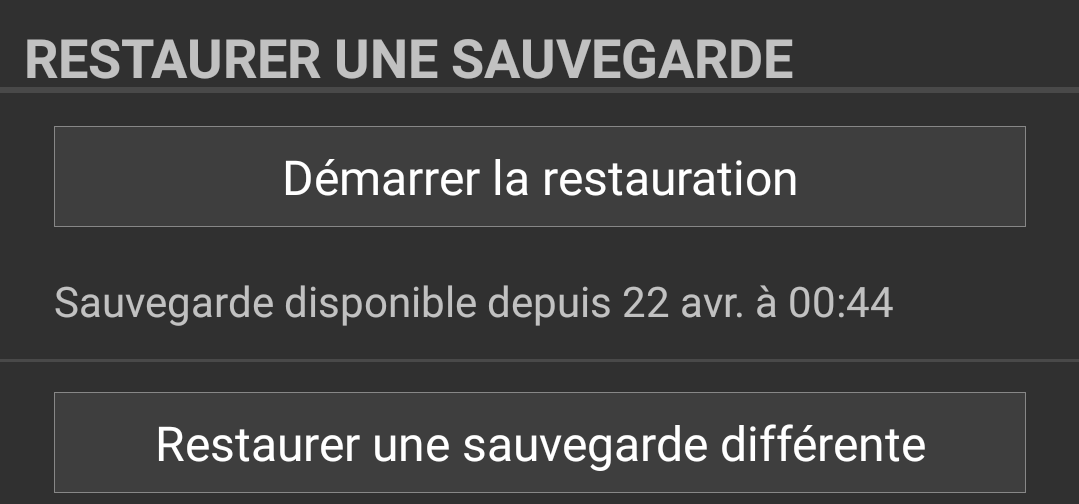 RESTAURER UNE SAUVEGARDE
Démarrer la restauration
Sauvegarde disponible depuis 22 avr. à 00:44
Restaurer une sauvegarde différente